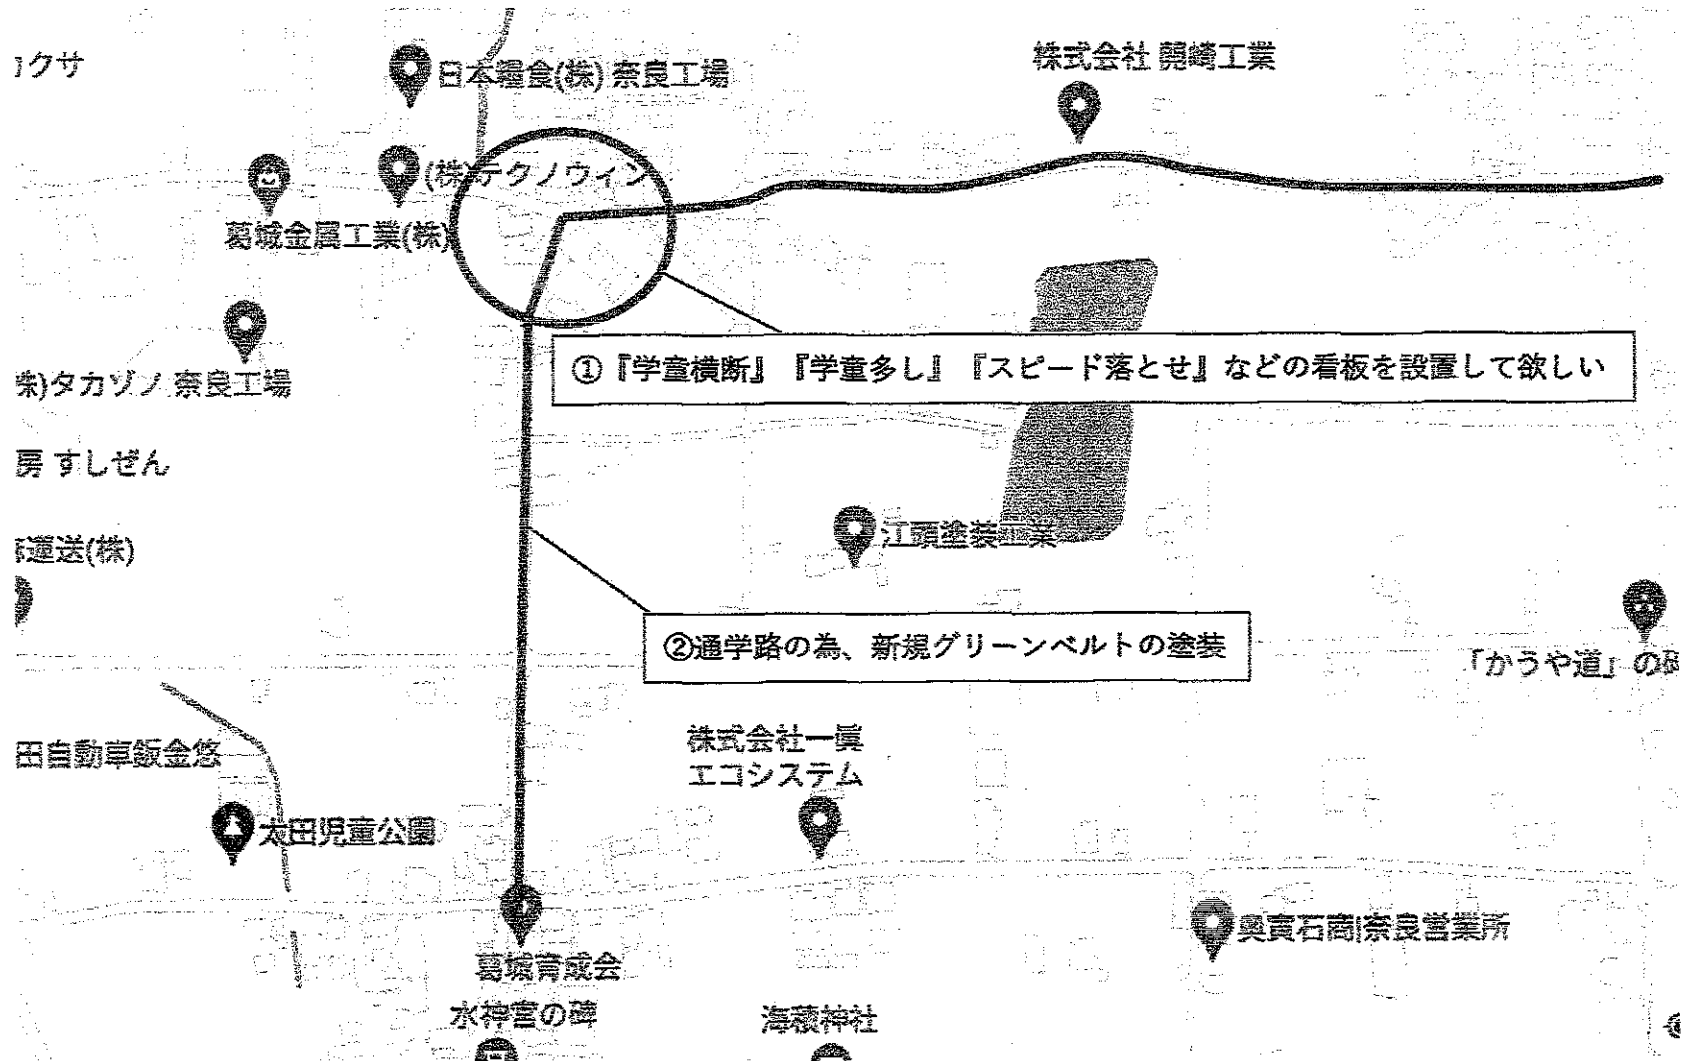 クサ
日本糧食(株) 奈良工場
株式会社 開崎工業
(株)テクノウィン
葛城金属工業(株)
①『学童横断』『学童多し』『スピード落とせ』などの看板を設置して欲しい
株)タカゾノ 奈良工場
房 すしぜん
江頭塗装工業
運送(株)
②通学路の為、新規グリーンベルトの塗装
「かうや道」の
株式会社一眞
エコシステム
田自動車鈑金悠
太田児童公園
奥寅石商|奈良営業所
葛城育成会
水神宮の碑
海積神社